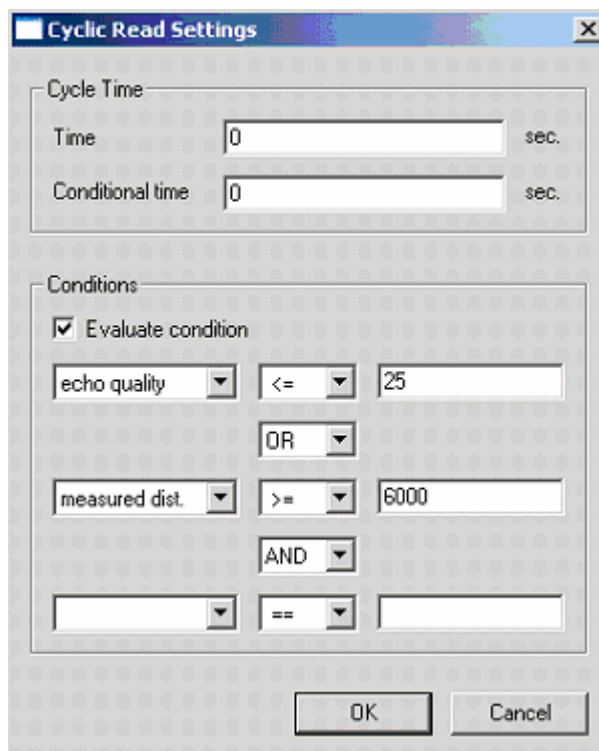 Cyclic Read Settings
Cycle Time
Time 0 sec.
Conditional time 0 sec.
Conditions
Evaluate condition
echo quality <= 25
OR
measured dist. >= 6000
AND
==
OK Cancel